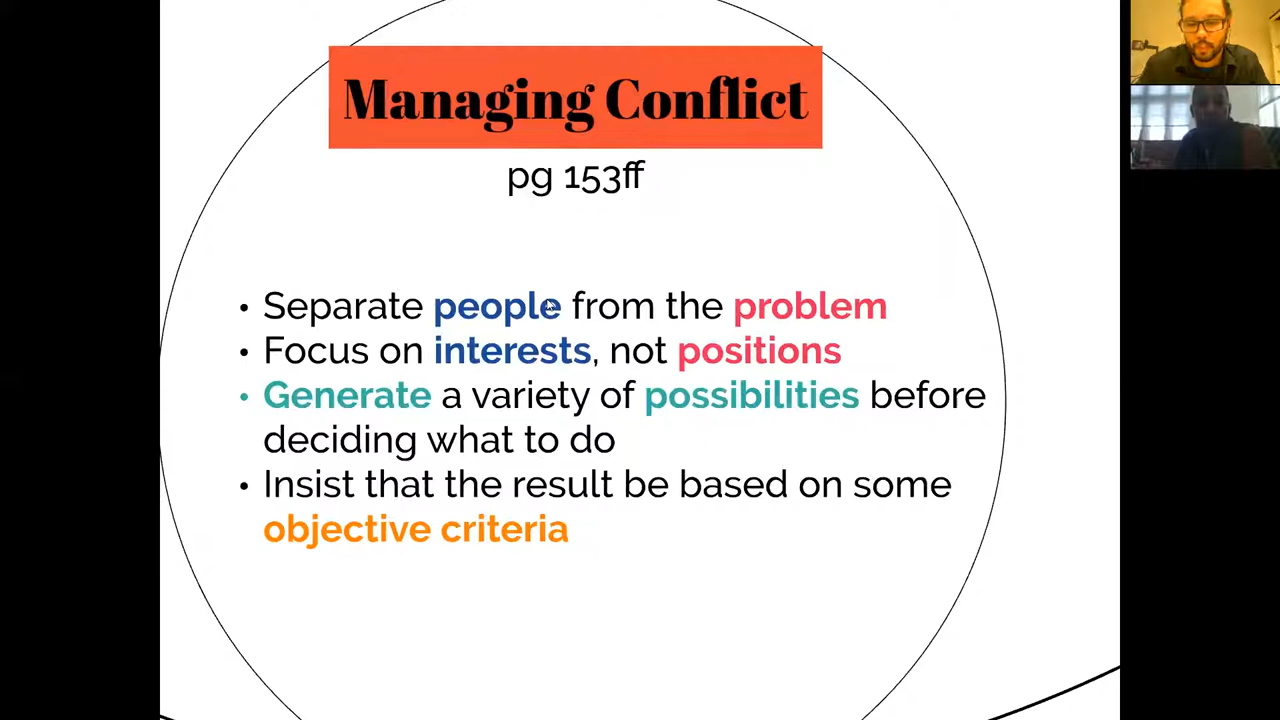 Managing Conflict
pg 153ff
• Separate people from the problem
• Focus on interests, not positions
• Generate a variety of possibilities before
deciding what to do
• Insist that the result be based on some
objective criteria